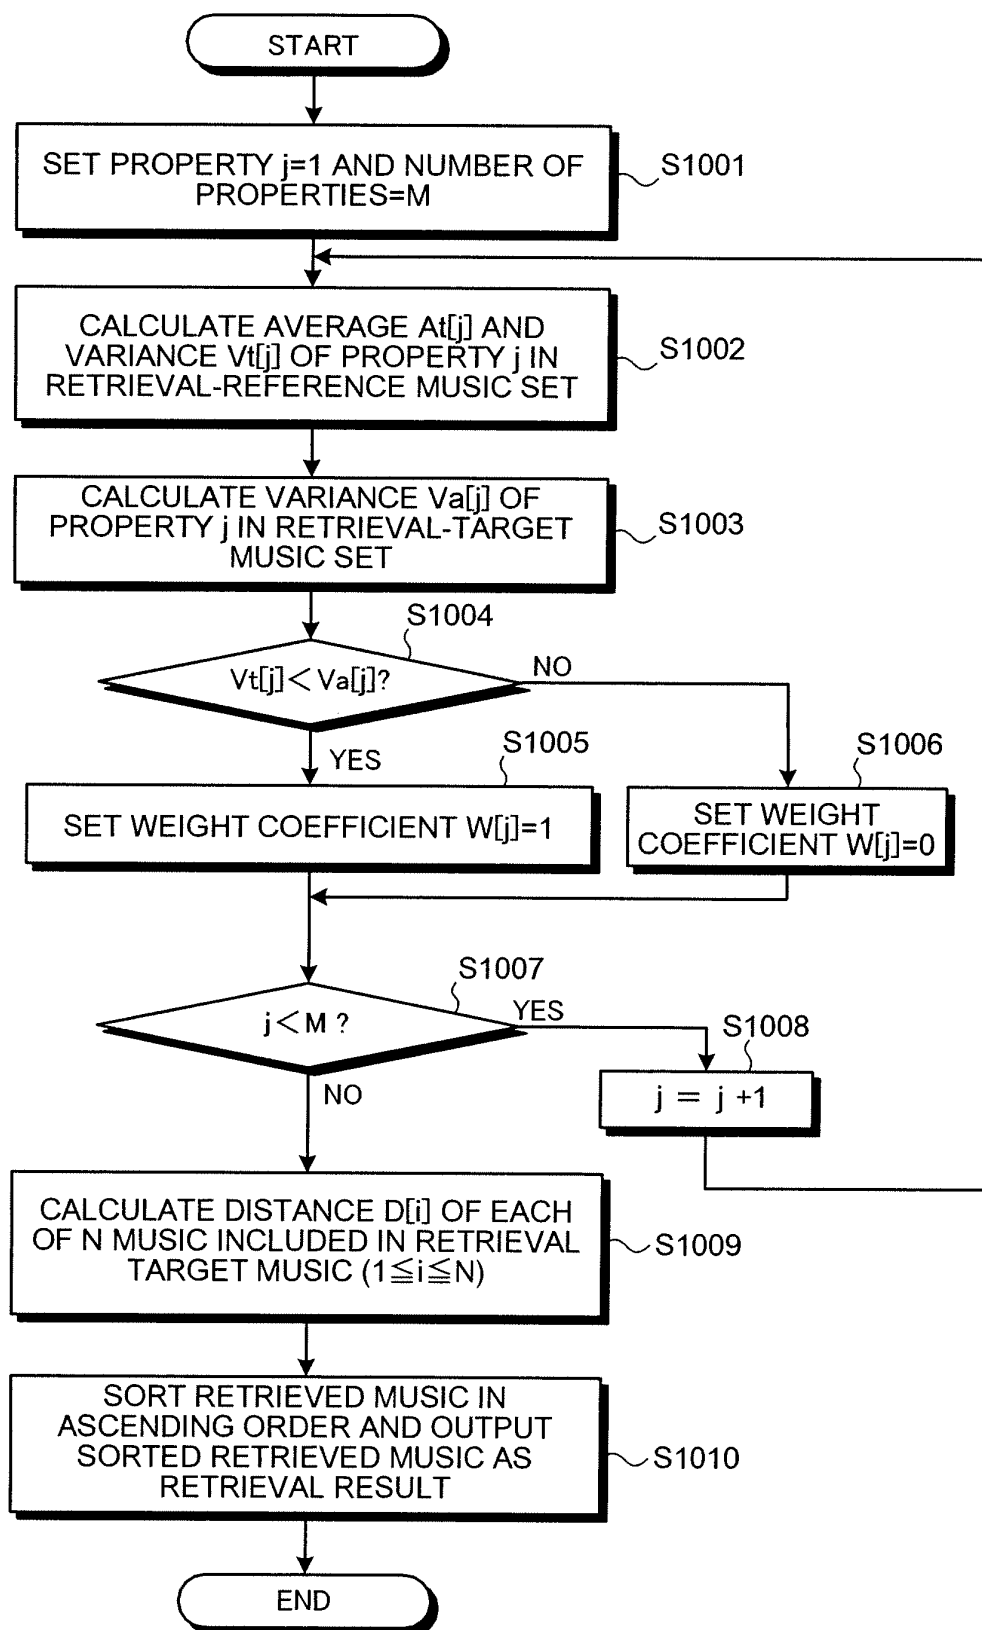 START
SET PROPERTY j=1 AND NUMBER OF
PROPERTIES=M
S1001
CALCULATE AVERAGE At[j] AND
VARIANCE Vt[j] OF PROPERTY j IN
RETRIEVAL-REFERENCE MUSIC SET
S1002
CALCULATE VARIANCE Va[j] OF
PROPERTY j IN RETRIEVAL-TARGET
MUSIC SET
S1003
S1004
Vt[j]<Va[j]?
NO
YES
S1005
SET WEIGHT COEFFICIENT W[j]=1
S1006
SET WEIGHT
COEFFICIENT W[j]=0
S1007
j<M ?
YES
NO
S1008
j = j +1
CALCULATE DISTANCE D[i] OF EACH
OF N MUSIC INCLUDED IN RETRIEVAL
TARGET MUSIC (1≦i≦N)
S1009
SORT RETRIEVED MUSIC IN
ASCENDING ORDER AND OUTPUT
SORTED RETRIEVED MUSIC AS
RETRIEVAL RESULT
S1010
END